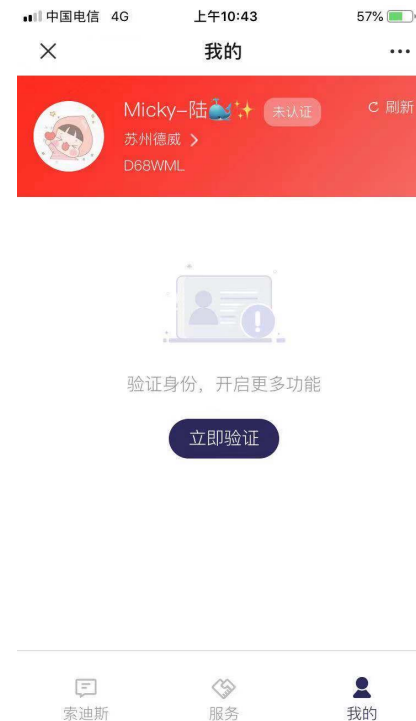 中国电信 4G 上午10:43 57%
我的
Micky-陆🐳✨ 未认证 刷新
苏州德威
D68WML
验证身份，开启更多功能
立即验证
索迪斯 服务 我的